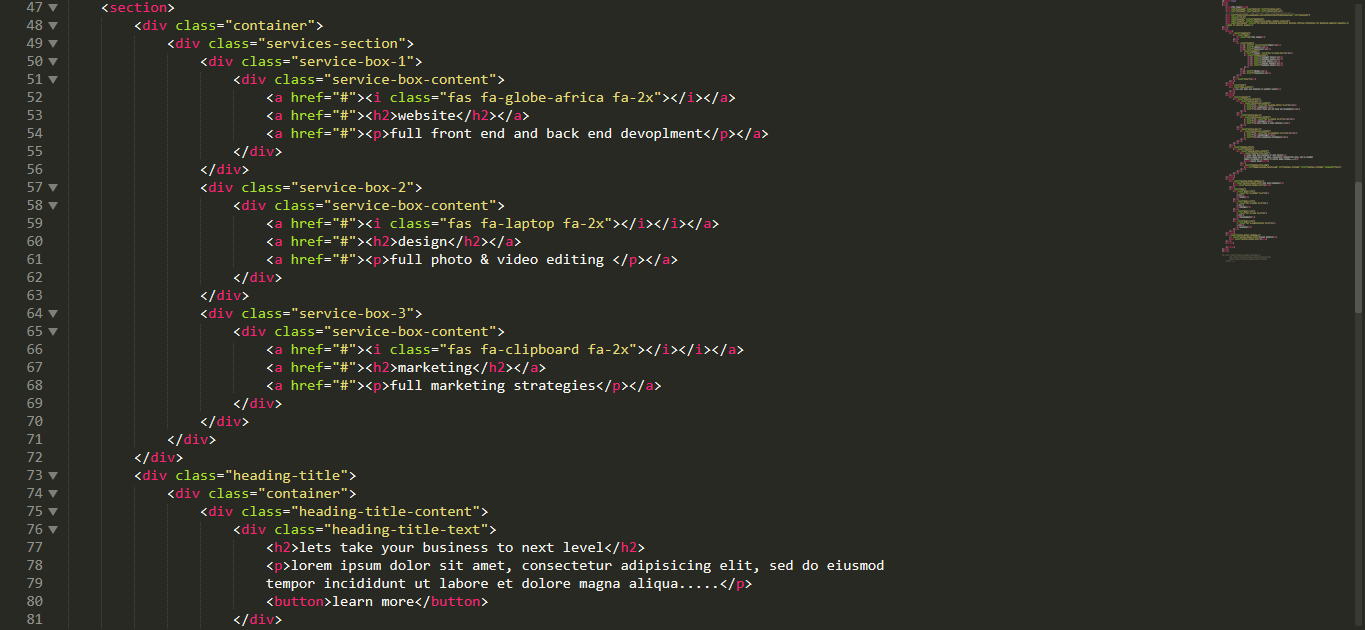 47 <section>
48 <div class="container">
49 <div class="services-section">
50 <div class="service-box-1">
51 <div class="service-box-content">
52 <a href="#"><i class="fas fa-globe-africa fa-2x"></i></a>
53 <a href="#"><h2>website</h2></a>
54 <a href="#"><p>full front end and back end devoplment</p></a>
55 </div>
56 </div>
57 <div class="service-box-2">
58 <div class="service-box-content">
59 <a href="#"><i class="fas fa-laptop fa-2x"></i></i></a>
60 <a href="#"><h2>design</h2></a>
61 <a href="#"><p>full photo & video editing </p></a>
62 </div>
63 </div>
64 <div class="service-box-3">
65 <div class="service-box-content">
66 <a href="#"><i class="fas fa-clipboard fa-2x"></i></i></a>
67 <a href="#"><h2>marketing</h2></a>
68 <a href="#"><p>full marketing strategies</p></a>
69 </div>
70 </div>
71 </div>
72 </div>
73 <div class="heading-title">
74 <div class="container">
75 <div class="heading-title-content">
76 <div class="heading-title-text">
77 <h2>lets take your business to next level</h2>
78 <p>lorem ipsum dolor sit amet, consectetur adipisicing elit, sed do eiusmod
79 tempor incididunt ut labore et dolore magna aliqua.....</p>
80 <button>learn more</button>
81 </div>